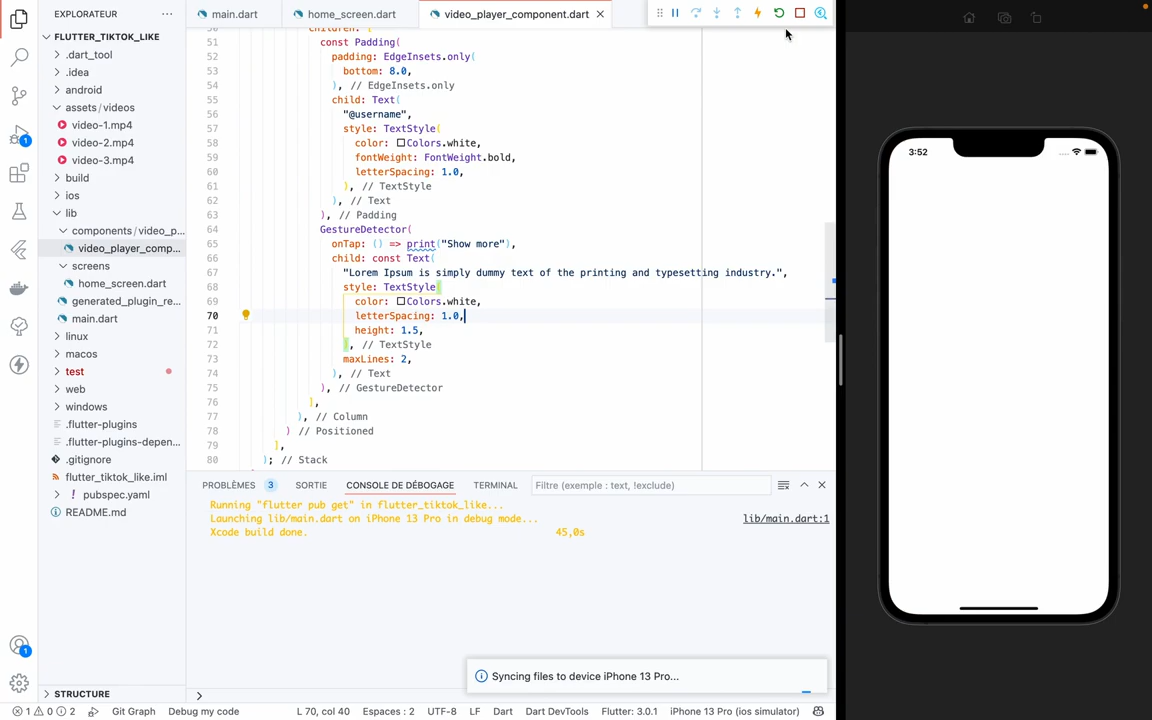 EXPLORATEUR
FLUTTER_TIKTOK_LIKE
.dart_tool
.idea
android
assets/videos
video-1.mp4
video-2.mp4
video-3.mp4
build
ios
lib
components/video_p...
video_player_comp...
screens
home_screen.dart
generated_plugin_re...
main.dart
linux
macos
test
web
windows
.flutter-plugins
.flutter-plugins-depen...
.gitignore
flutter_tiktok_like.iml
! pubspec.yaml
README.md
STRUCTURE
1
1
main.dart
home_screen.dart
video_player_component.dart
children: [
51 const Padding(
52 padding: EdgeInsets.only(
53 bottom: 8.0,
54 ), // EdgeInsets.only
55 child: Text(
56 "@username",
57 style: TextStyle(
58 color: Colors.white,
59 fontWeight: FontWeight.bold,
60 letterSpacing: 1.0,
61 ), // TextStyle
62 ), // Text
63 ), // Padding
64 GestureDetector(
65 onTap: () => print("Show more"),
66 child: const Text(
67 "Lorem Ipsum is simply dummy text of the printing and typesetting industry.",
68 style: TextStyle(
69 color: Colors.white,
70 letterSpacing: 1.0,
71 height: 1.5,
72 ), // TextStyle
73 maxLines: 2,
74 ), // Text
75 ), // GestureDetector
76 ],
77 ), // Column
78 ) // Positioned
79 ],
80 ); // Stack
PROBLÈMES 3 SORTIE CONSOLE DE DÉBOGAGE TERMINAL Filtre (exemple : text, !exclude)
Running "flutter pub get" in flutter_tiktok_like...
Launching lib/main.dart on iPhone 13 Pro in debug mode... lib/main.dart:1
Xcode build done. 45,0s
Syncing files to device iPhone 13 Pro...
1 0 2 Git Graph Debug my code L 70, col 40 Espaces : 2 UTF-8 LF Dart Dart DevTools Flutter: 3.0.1 iPhone 13 Pro (ios simulator)
3:52